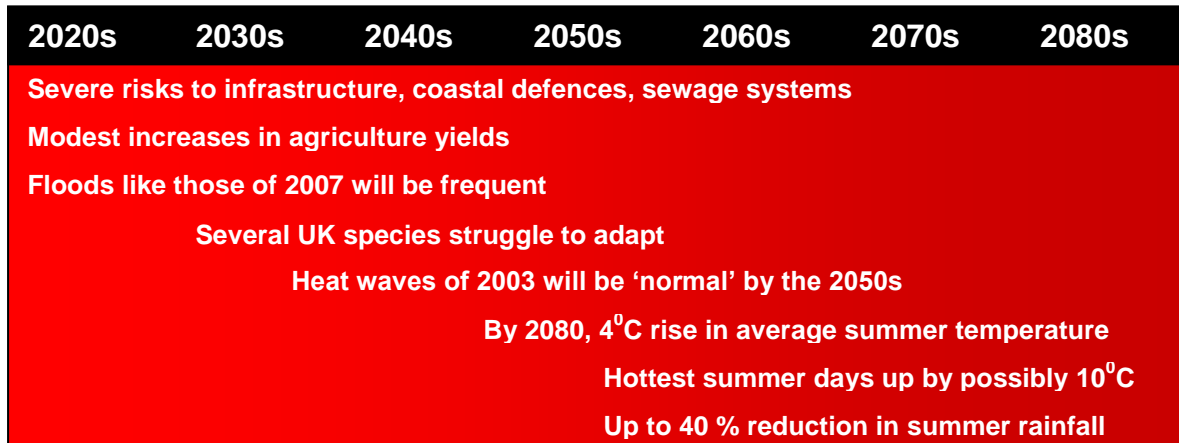 2020s 2030s 2040s 2050s 2060s 2070s 2080s
Severe risks to infrastructure, coastal defences, sewage systems
Modest increases in agriculture yields
Floods like those of 2007 will be frequent
Several UK species struggle to adapt
Heat waves of 2003 will be ‘normal’ by the 2050s
By 2080, 4⁰C rise in average summer temperature
Hottest summer days up by possibly 10⁰C
Up to 40 % reduction in summer rainfall